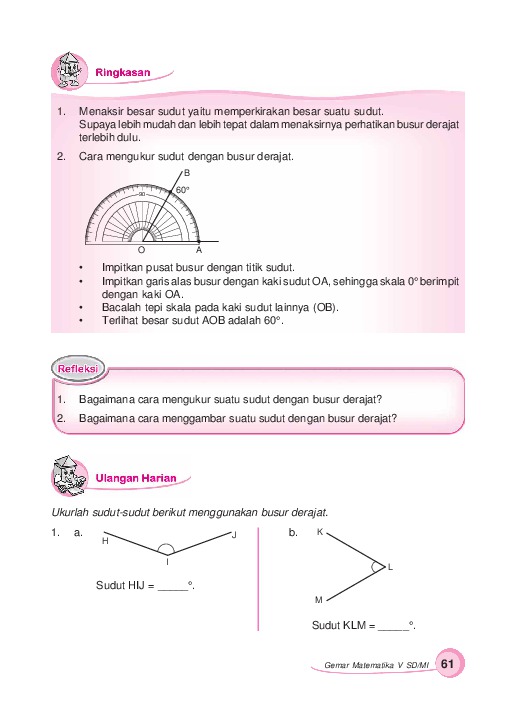 Ringkasan
1. Menaksir besar sudut yaitu memperkirakan besar suatu sudut.
Supaya lebih mudah dan lebih tepat dalam menaksirnya perhatikan busur derajat
terlebih dulu.
2. Cara mengukur sudut dengan busur derajat.
B
60°
90
O A
• Impitkan pusat busur dengan titik sudut.
• Impitkan garis alas busur dengan kaki sudut OA, sehingga skala 0° berimpit
dengan kaki OA.
• Bacalah tepi skala pada kaki sudut lainnya (OB).
• Terlihat besar sudut AOB adalah 60°.
Refleksi
1. Bagaimana cara mengukur suatu sudut dengan busur derajat?
2. Bagaimana cara menggambar suatu sudut dengan busur derajat?
Ulangan Harian
Ukurlah sudut-sudut berikut menggunakan busur derajat.
1. a.
H
J
I
Sudut HIJ = _____°.
b.
K
L
M
Sudut KLM = _____°.
Gemar Matematika V SD/MI 61